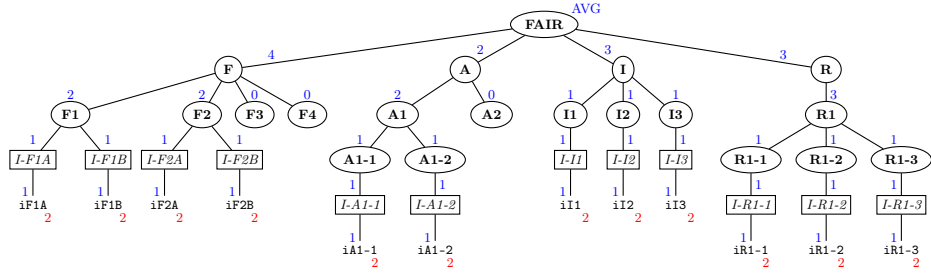 AVG
FAIR
4 2 3 3
F A I R
2 2 0 0 2 0 1 1 1 3
F1 F2 F3 F4 A1 A2 I1 I2 I3 R1
1 1 1 1 1 1 1 1 1 1 1 1
I-F1A I-F1B I-F2A I-F2B A1-1 A1-2 I-I1 I-I2 I-I3 R1-1 R1-2 R1-3
1 1 1 1 1 1 1 1 1 1 1 1
iF1A iF1B iF2A iF2B I-A1-1 I-A1-2 iI1 iI2 iI3 I-R1-1 I-R1-2 I-R1-3
2 2 2 2 2 2 2
1 1 1 1 1
iA1-1 iA1-2 iR1-1 iR1-2 iR1-3
2 2 2 2 2